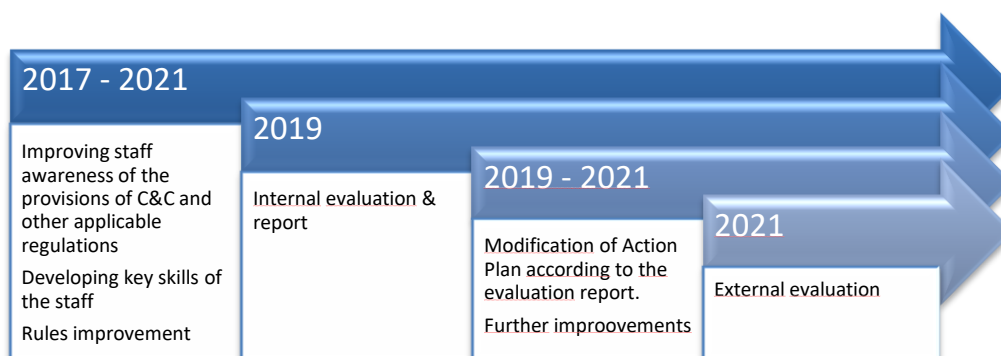 2017 - 2021
Improving staff
awareness of the
provisions of C&C and
other applicable
regulations
Developing key skills of
the staff
Rules improvement
2019
Internal evaluation &
report
2019 - 2021
Modification of Action
Plan according to the
evaluation report.
Further improovements
2021
External evaluation